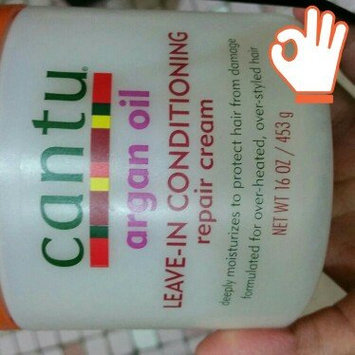 cantu®
argan oil
LEAVE-IN CONDITIONING
repair cream
deeply moisturizes to protect hair from damage
formulated for over-heated, over-styled hair
NET WT 16 OZ / 453 g